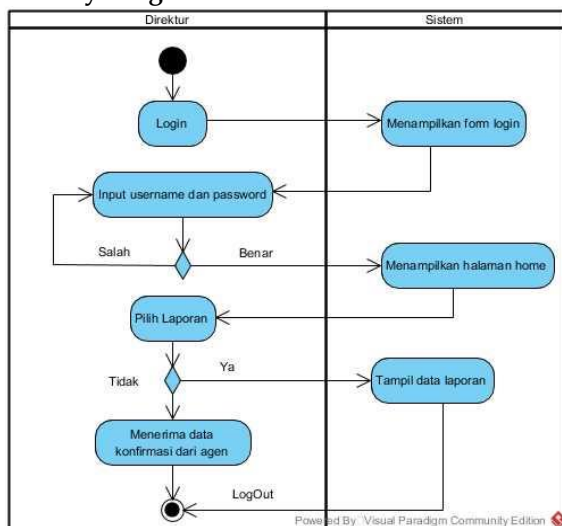 Direktur
Sistem
Login
Menampilkan form login
Input username dan password
Salah
Benar
Menampilkan halaman home
Pilih Laporan
Ya
Tidak
Tampil data laporan
Menerima data
konfirmasi dari agen
LogOut
Powered By Visual Paradigm Community Edition